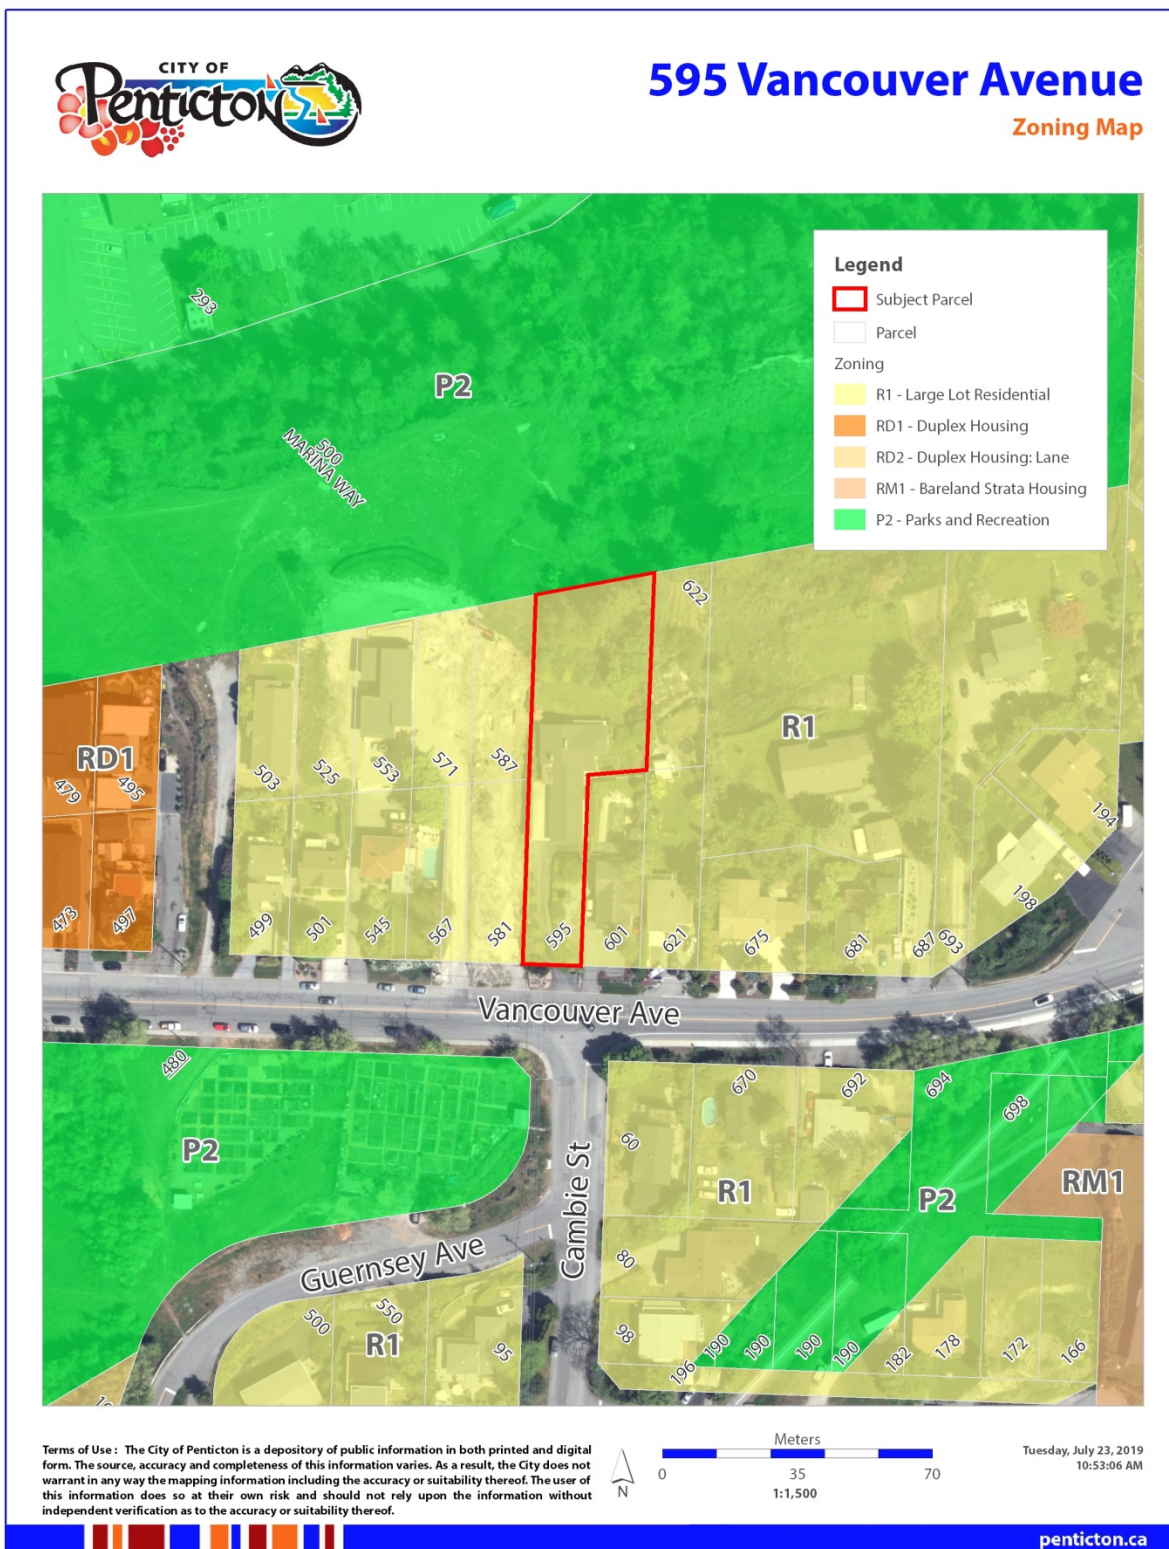 CITY OF
Penticton
595 Vancouver Avenue
Zoning Map
293
P2
500
MARINA WAY
Legend
Subject Parcel
Parcel
Zoning
R1 - Large Lot Residential
RD1 - Duplex Housing
RD2 - Duplex Housing: Lane
RM1 - Bareland Strata Housing
P2 - Parks and Recreation
622
R1
RD1
479
495
503
525
553
571
587
194
198
473
497
499
501
545
567
581
595
601
621
675
681
687
693
Vancouver Ave
480
P2
670
692
694
698
60
R1
P2
RM1
Cambie St
Guernsey Ave
80
500
550
R1
95
98
196
190
190
190
190
182
178
172
166
Terms of Use : The City of Penticton is a depository of public information in both printed and digital
form. The source, accuracy and completeness of this information varies. As a result, the City does not
warrant in any way the mapping information including the accuracy or suitability thereof. The user of
this information does so at their own risk and should not rely upon the information without
independent verification as to the accuracy or suitability thereof.
N
Meters
0 35 70
1:1,500
Tuesday, July 23, 2019
10:53:06 AM
penticton.ca